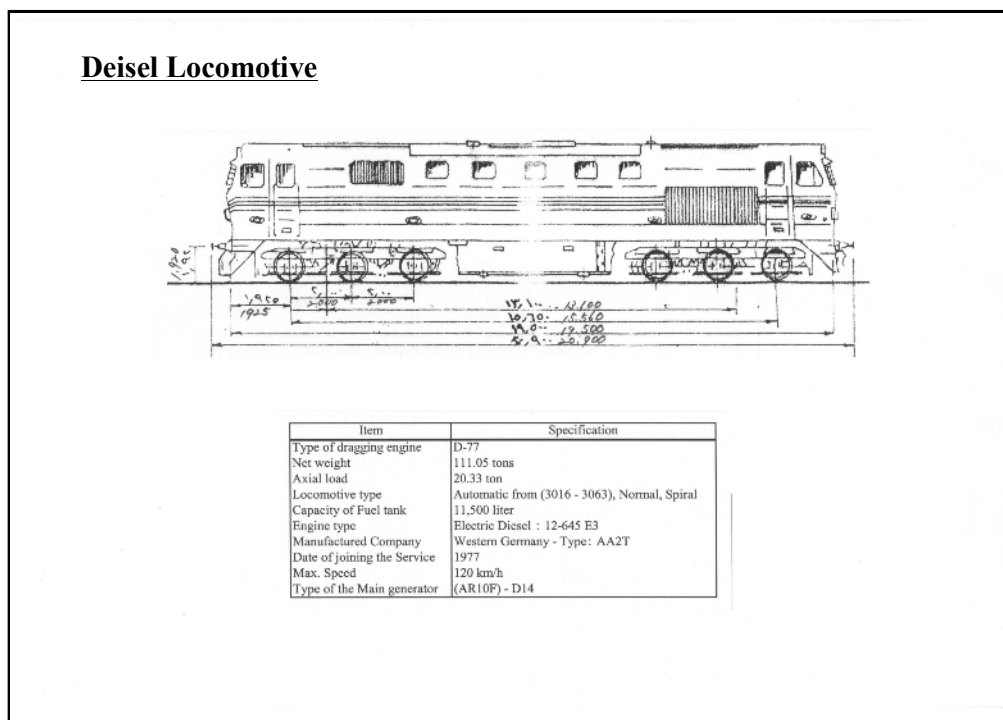 Deisel Locomotive
1925
2000
2000
13.100
15.560
19.500
20.900
Item Specification
Type of dragging engine D-77
Net weight 111.05 tons
Axial load 20.33 ton
Locomotive type Automatic from (3016 - 3063), Normal, Spiral
Capacity of Fuel tank 11,500 liter
Engine type Electric Diesel : 12-645 E3
Manufactured Company Western Germany - Type: AA2T
Date of joining the Service 1977
Max. Speed 120 km/h
Type of the Main generator (AR10F) - D14